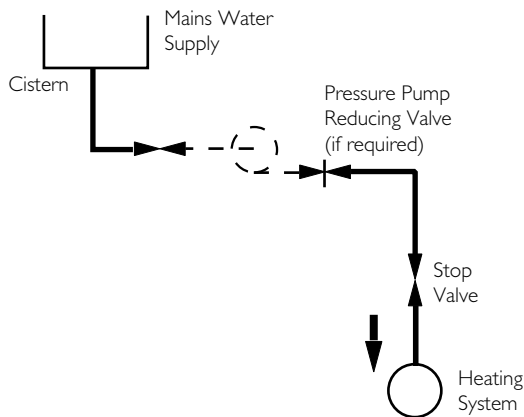 Mains Water
Supply
Cistern
Pressure Pump
Reducing Valve
(if required)
Stop
Valve
Heating
System